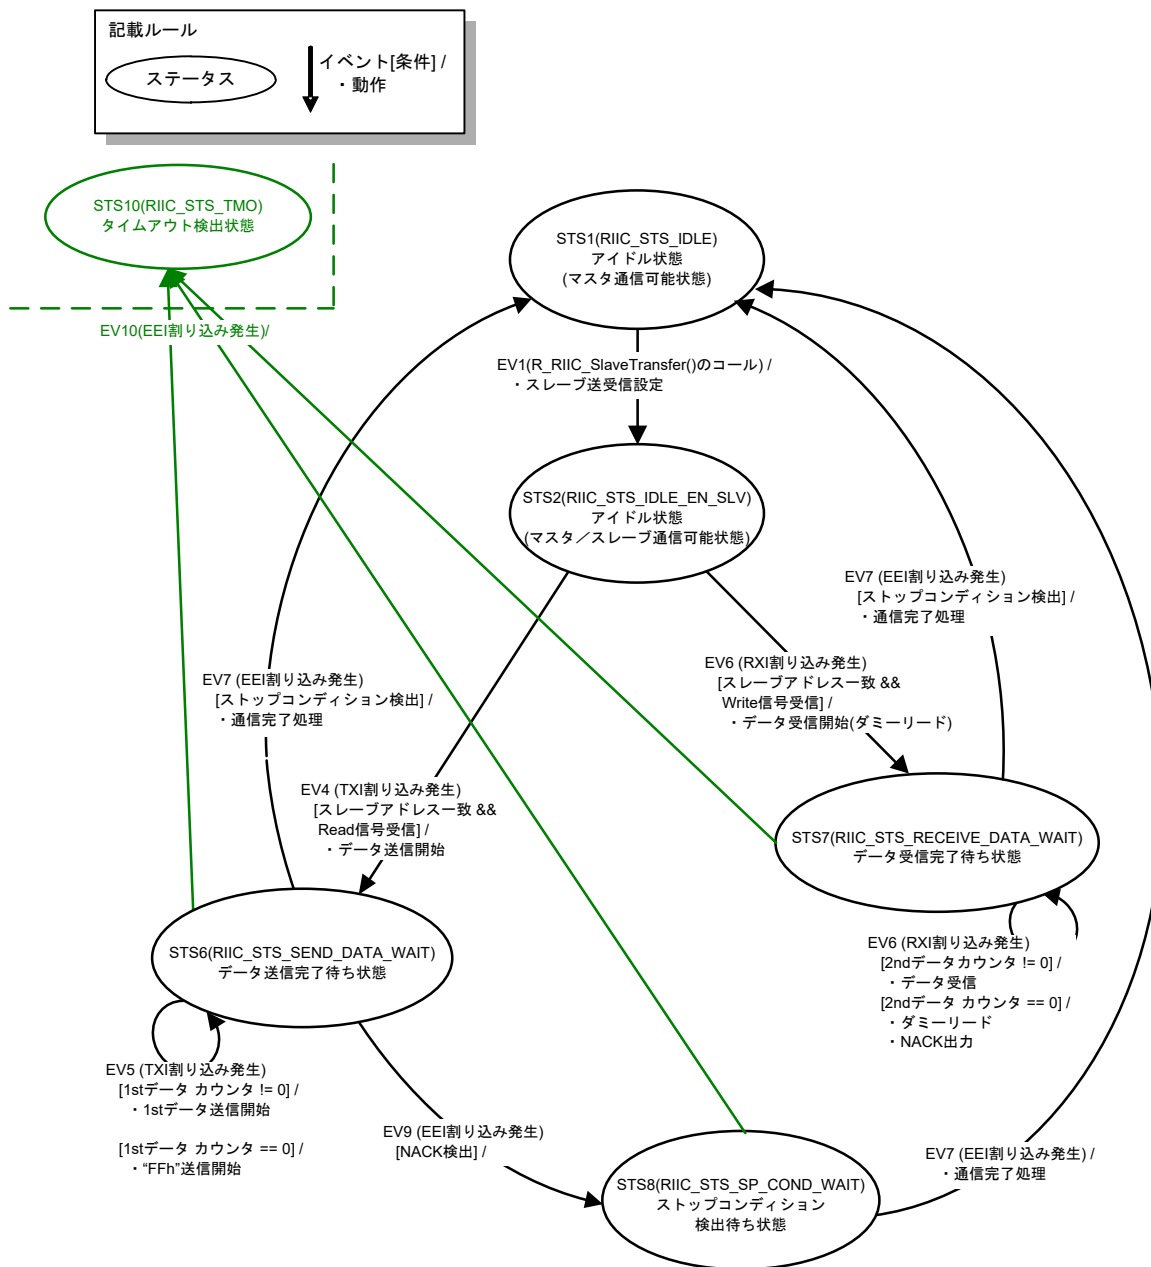 記載ルール
ステータス
イベント[条件] /
・動作
STS10(RIIC_STS_TMO)
タイムアウト検出状態
STS1(RIIC_STS_IDLE)
アイドル状態
(マスタ通信可能状態)
EV10(EEI割り込み発生)/
EV1(R_RIIC_SlaveTransfer()のコール) /
・スレーブ送受信設定
STS2(RIIC_STS_IDLE_EN_SLV)
アイドル状態
(マスタ／スレーブ通信可能状態)
EV7 (EEI割り込み発生)
[ストップコンディション検出] /
・通信完了処理
EV6 (RXI割り込み発生)
[スレーブアドレス一致 &&
Write信号受信] /
・データ受信開始(ダミーリード)
EV7 (EEI割り込み発生)
[ストップコンディション検出] /
・通信完了処理
EV4 (TXI割り込み発生)
[スレーブアドレス一致 &&
Read信号受信] /
・データ送信開始
STS7(RIIC_STS_RECEIVE_DATA_WAIT)
データ受信完了待ち状態
STS6(RIIC_STS_SEND_DATA_WAIT)
データ送信完了待ち状態
EV6 (RXI割り込み発生)
[2ndデータカウンタ != 0] /
・データ受信
[2ndデータ カウンタ == 0] /
・ダミーリード
・NACK出力
EV5 (TXI割り込み発生)
[1stデータ カウンタ != 0] /
・1stデータ送信開始
[1stデータ カウンタ == 0] /
・“FFh”送信開始
EV9 (EEI割り込み発生)
[NACK検出] /
EV7 (EEI割り込み発生) /
・通信完了処理
STS8(RIIC_STS_SP_COND_WAIT)
ストップコンディション
検出待ち状態